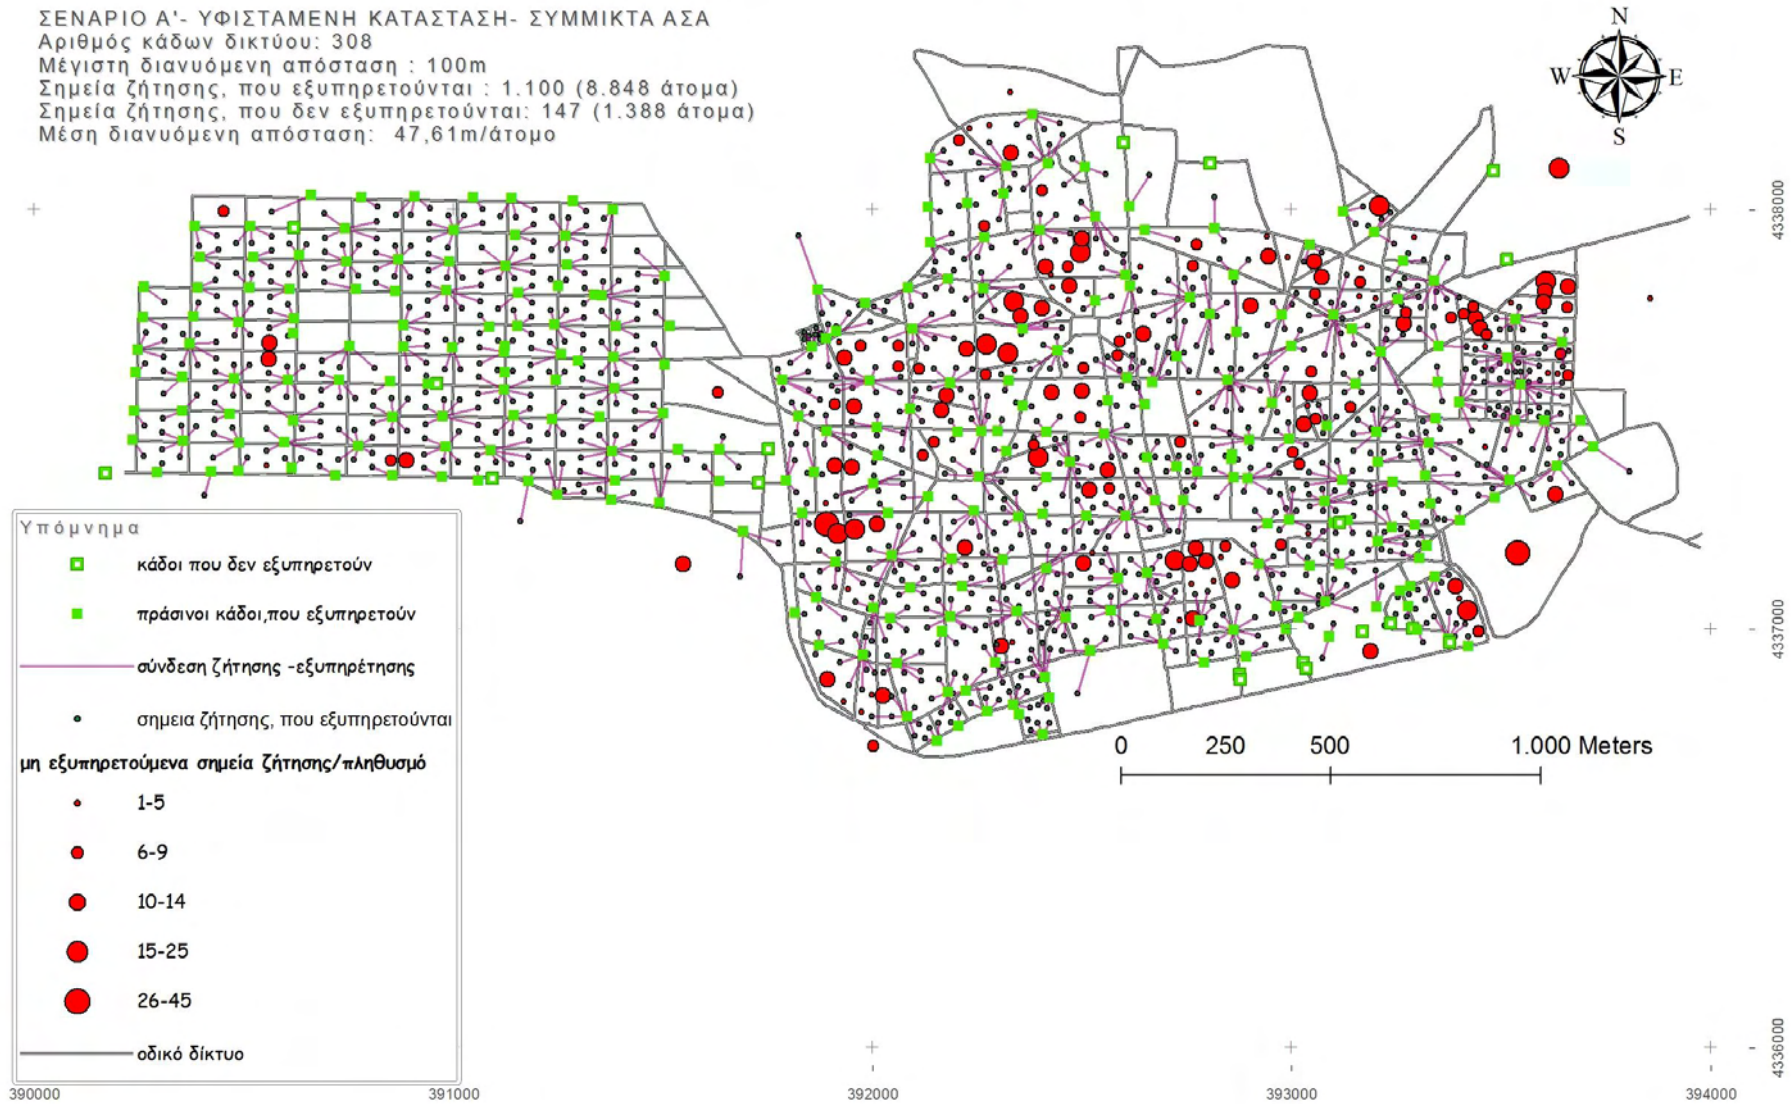 ΣΕΝΑΡΙΟ Α'- ΥΦΙΣΤΑΜΕΝΗ ΚΑΤΑΣΤΑΣΗ- ΣΥΜΜΙΚΤΑ ΑΣΑ
Αριθμός κάδων δικτύου: 308
Μέγιστη διανυόμενη απόσταση : 100m
Σημεία ζήτησης, που εξυπηρετούνται : 1.100 (8.848 άτομα)
Σημεία ζήτησης, που δεν εξυπηρετούνται: 147 (1.388 άτομα)
Μέση διανυόμενη απόσταση: 47,61m/άτομο
N
W E
S
4338000
4337000
0 250 500 1.000 Meters
Υπόμνημα
κάδοι που δεν εξυπηρετούν
πράσινοι κάδοι,που εξυπηρετούν
σύνδεση ζήτησης -εξυπηρέτησης
σημεια ζήτησης, που εξυπηρετούνται
μη εξυπηρετούμενα σημεία ζήτησης/πληθυσμό
1-5
6-9
10-14
15-25
26-45
οδικό δίκτυο
4336000
390000 391000 392000 393000 394000